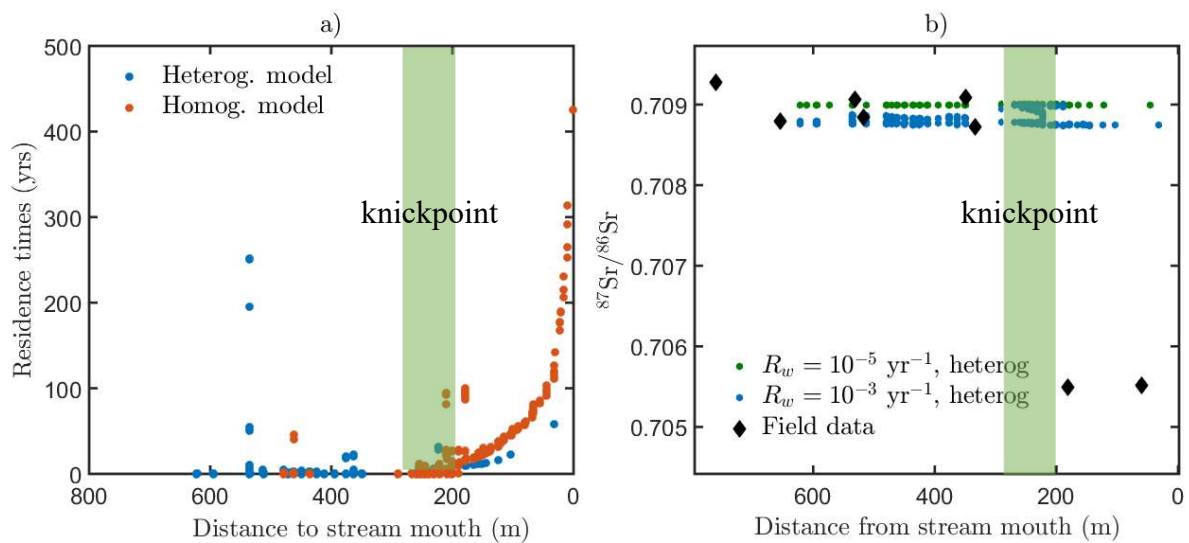 a)
500
400
300
200
100
0
Residence times (yrs)
Heterog. model
Homog. model
knickpoint
800
600
400
200
0
Distance to stream mouth (m)
b)
0.709
0.708
0.707
0.706
0.705
⁸⁷Sr/⁸⁶Sr
knickpoint
R_w = 10⁻⁵ yr⁻¹, heterog
R_w = 10⁻³ yr⁻¹, heterog
Field data
600
400
200
0
Distance from stream mouth (m)